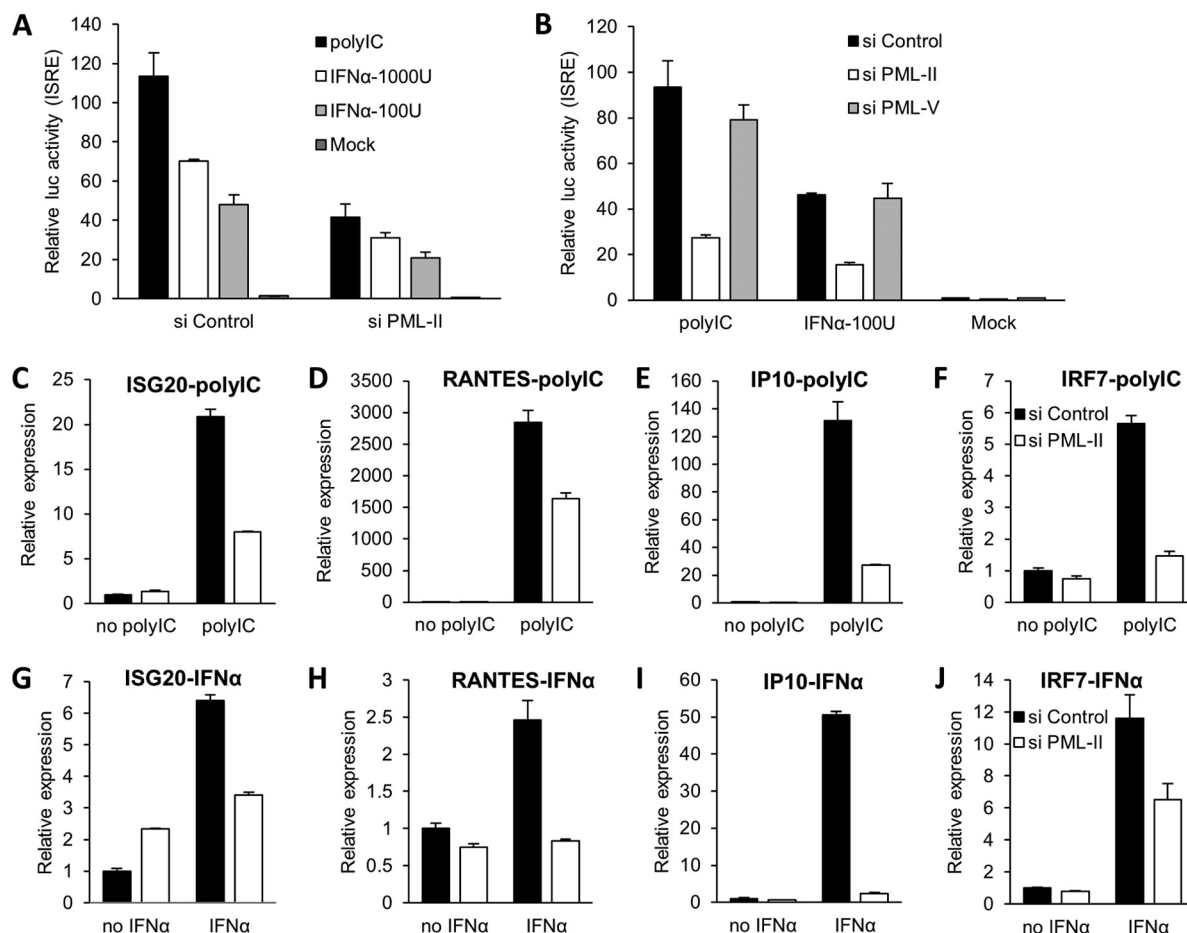 A
Relative luc activity (ISRE)
140
120
100
80
60
40
20
0
polyIC
IFNα-1000U
IFNα-100U
Mock
si Control
si PML-II
B
Relative luc activity (ISRE)
120
100
80
60
40
20
0
si Control
si PML-II
si PML-V
polyIC
IFNα-100U
Mock
C
ISG20-polyIC
Relative expression
25
20
15
10
5
0
no polyIC
polyIC
D
RANTES-polyIC
Relative expression
3500
3000
2500
2000
1500
1000
500
0
no polyIC
polyIC
E
IP10-polyIC
Relative expression
160
140
120
100
80
60
40
20
0
no polyIC
polyIC
F
IRF7-polyIC
Relative expression
7
6
5
4
3
2
1
0
si Control
si PML-II
no polyIC
polyIC
G
ISG20-IFNα
Relative expression
7
6
5
4
3
2
1
0
no IFNα
IFNα
H
RANTES-IFNα
Relative expression
3
2.5
2
1.5
1
0.5
0
no IFNα
IFNα
I
IP10-IFNα
Relative expression
60
50
40
30
20
10
0
no IFNα
IFNα
J
IRF7-IFNα
Relative expression
14
12
10
8
6
4
2
0
si Control
si PML-II
no IFNα
IFNα